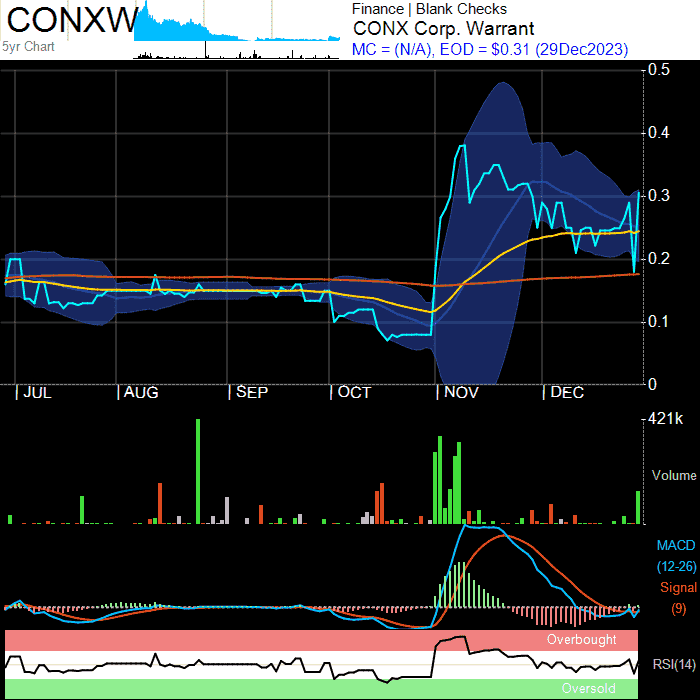 CONXW
5yr Chart
Finance | Blank Checks
CONX Corp. Warrant
MC = (N/A), EOD = $0.31 (29Dec2023)
0.5
0.4
0.3
0.2
0.1
0
JUL AUG SEP OCT NOV DEC
421k
Volume
MACD
(12-26)
Signal
(9)
Overbought
RSI(14)
Oversold